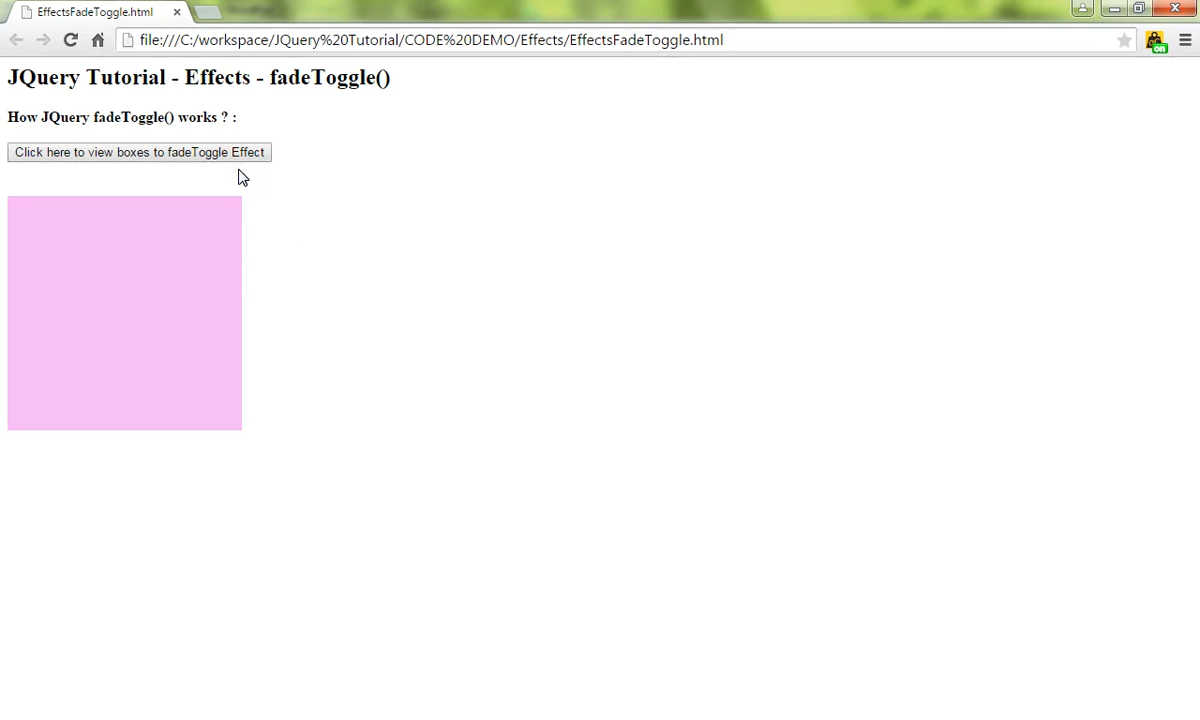 EffectsFadeToggle.html
file:///C:/workspace/JQuery%20Tutorial/CODE%20DEMO/Effects/EffectsFadeToggle.html
on
JQuery Tutorial - Effects - fadeToggle()
How JQuery fadeToggle() works ? :
Click here to view boxes to fadeToggle Effect